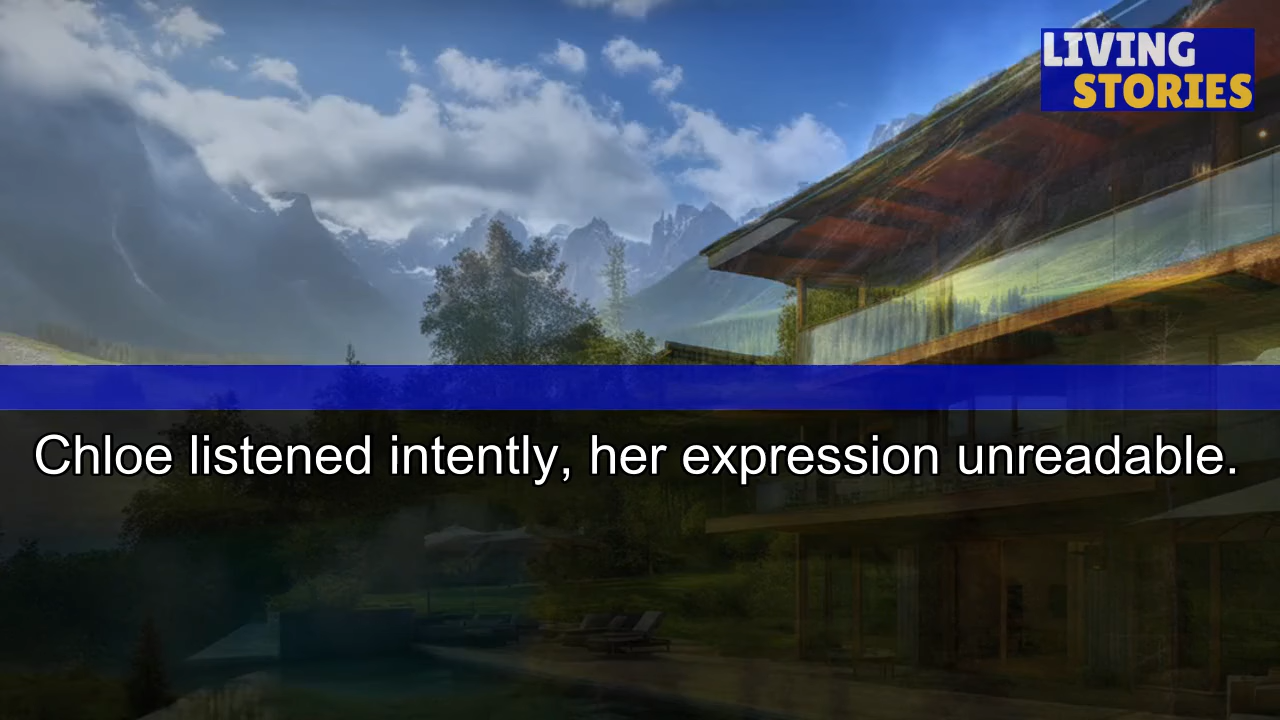 LIVING
STORIES
Chloe listened intently, her expression unreadable.